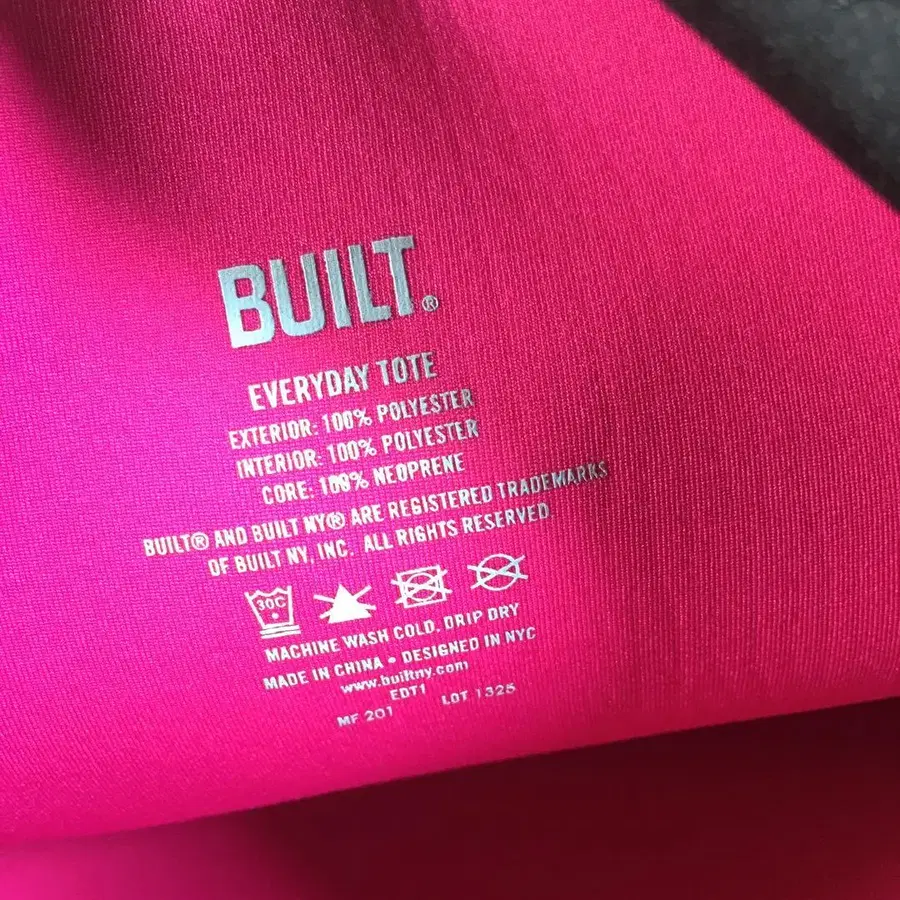 BUILT®
EVERYDAY TOTE
EXTERIOR: 100% POLYESTER
INTERIOR: 100% POLYESTER
CORE: 100% NEOPRENE
BUILT® AND BUILT NY® ARE REGISTERED TRADEMARKS
OF BUILT NY, INC. ALL RIGHTS RESERVED
30C
MACHINE WASH COLD, DRIP DRY
MADE IN CHINA • DESIGNED IN NYC
www.builtny.com
EDT1
MF 201 LOT 1325